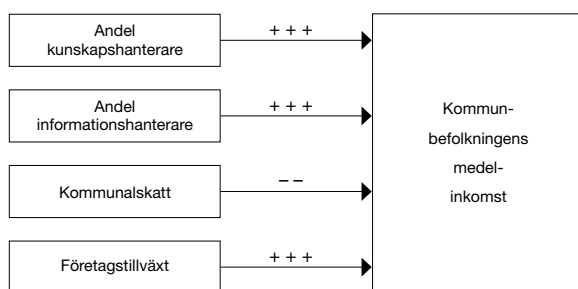 Andel
kunskapshanterare
+ + +
Andel
informationshanterare
+ + +
Kommunalskatt
– –
Företagstillväxt
+ + +
Kommun-
befolkningens
medel-
inkomst